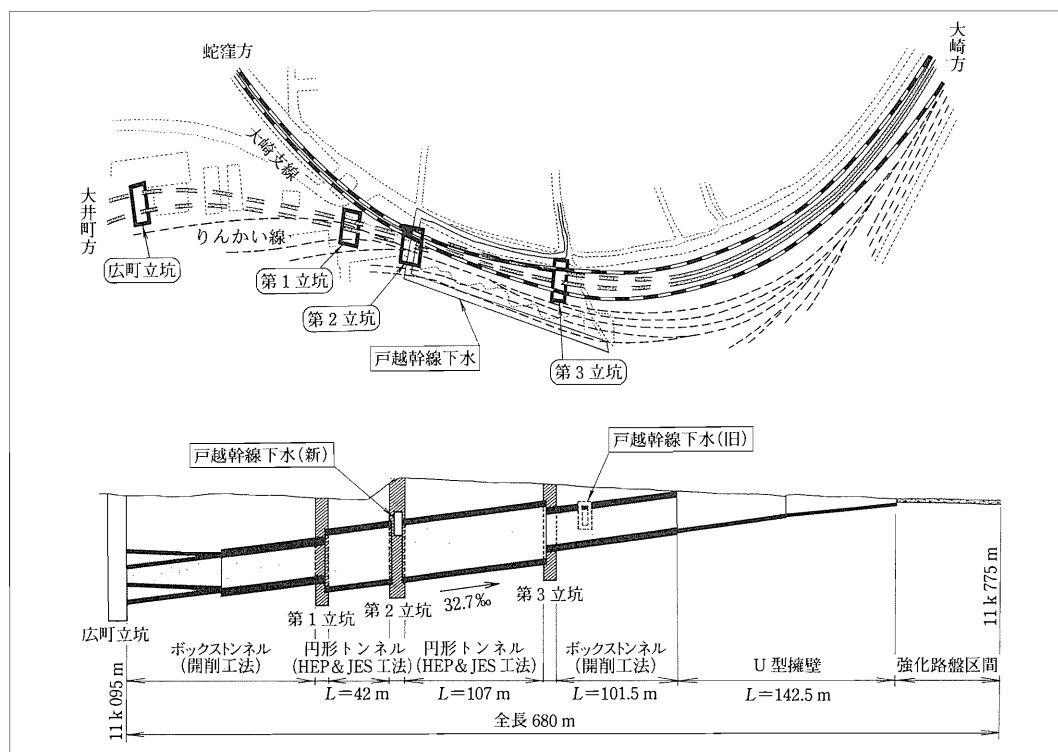 蛇窪方
大崎方
大崎支線
大井町方
りんかい線
広町立坑
第1立坑
第2立坑
戸越幹線下水
第3立坑
戸越幹線下水(新)
戸越幹線下水(旧)
32.7‰
第1立坑
第2立坑
第3立坑
広町立坑
11k095m
11k775m
ボックストンネル
(開削工法)
円形トンネル
(HEP&JES工法)
円形トンネル
(HEP&JES工法)
ボックストンネル
(開削工法)
U型擁壁
強化路盤区間
L=42m
L=107m
L=101.5m
L=142.5m
全長680m